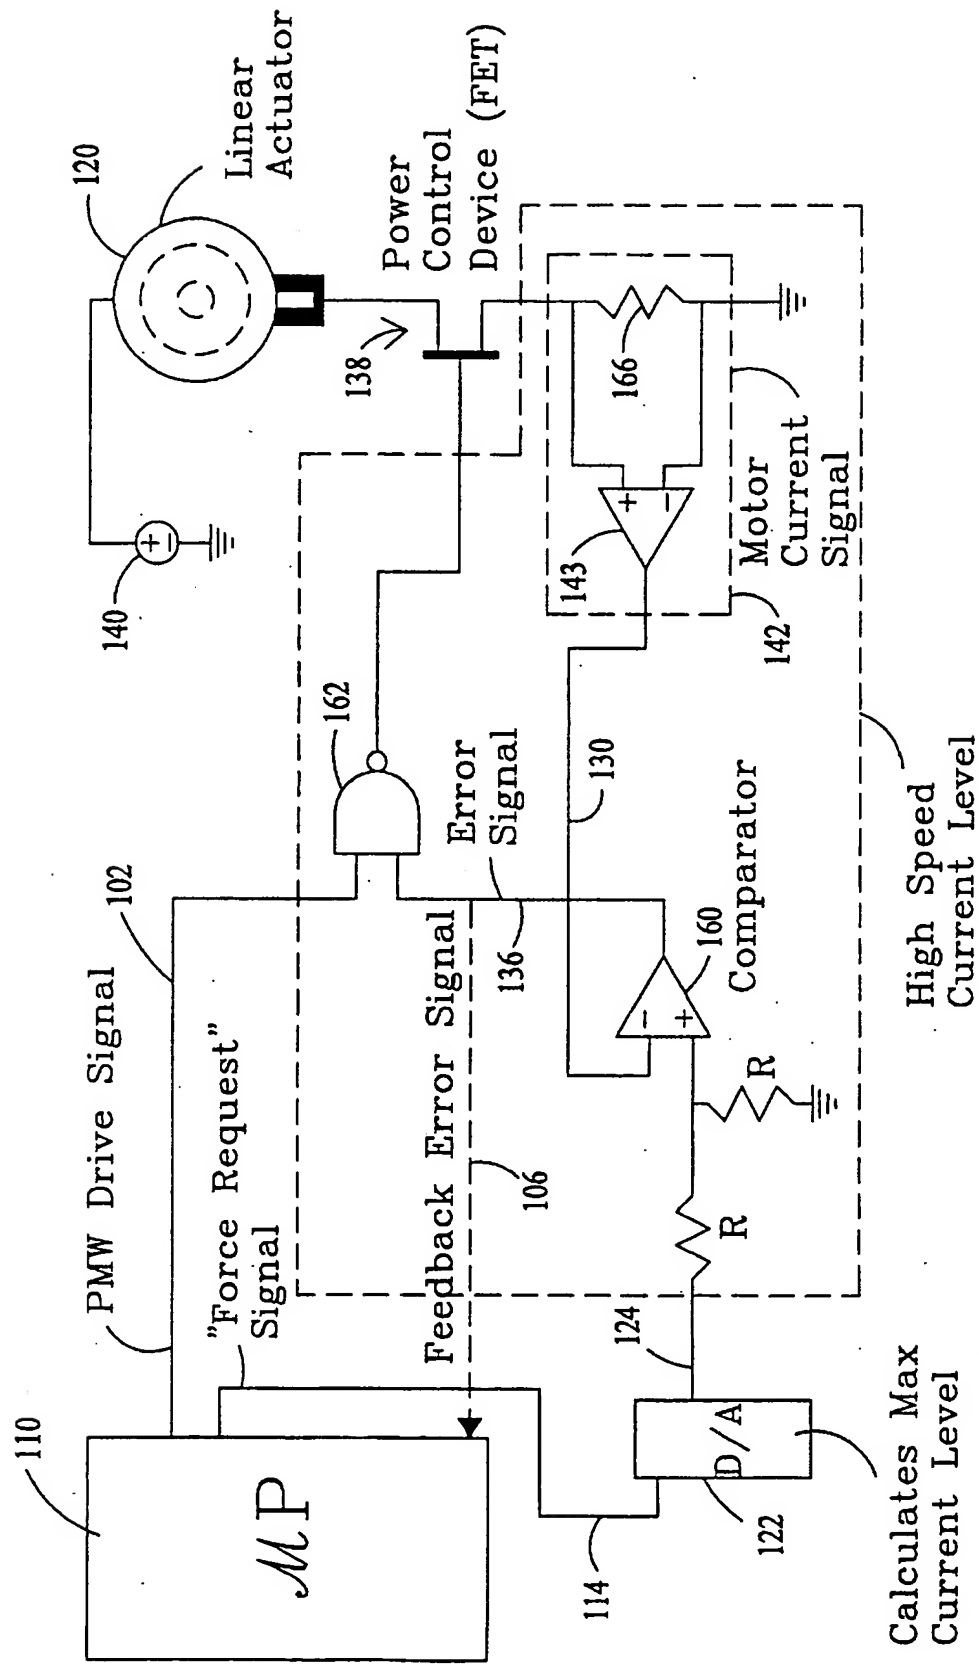 110
ℳP
PMW Drive Signal
102
"Force Request"
Signal
Feedback Error Signal
106
114
D/A
122
Calculates Max
Current Level
124
R
R
−
+
160
Comparator
136
Error
Signal
162
130
140
+
−
120
Linear
Actuator
138
Power
Control
Device (FET)
166
143
+
−
142
Motor
Current
Signal
High Speed
Current Level